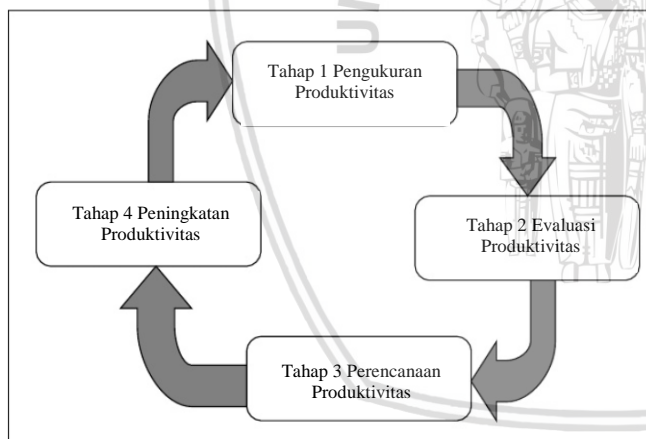 Tahap 1 Pengukuran
Produktivitas
Tahap 2 Evaluasi
Produktivitas
Tahap 3 Perencanaan
Produktivitas
Tahap 4 Peningkatan
Produktivitas